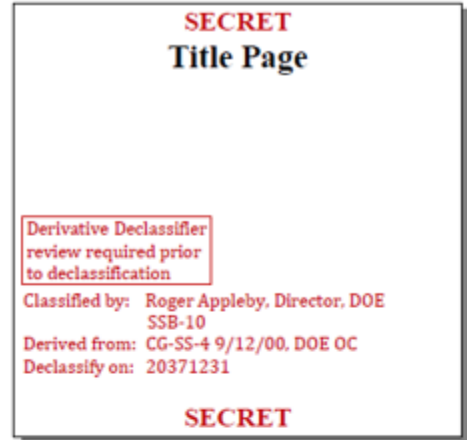 SECRET
Title Page
Derivative Declassifier
review required prior
to declassification
Classified by: Roger Appleby, Director, DOE
SSB-10
Derived from: CG-SS-4 9/12/00, DOE OC
Declassify on: 20371231
SECRET